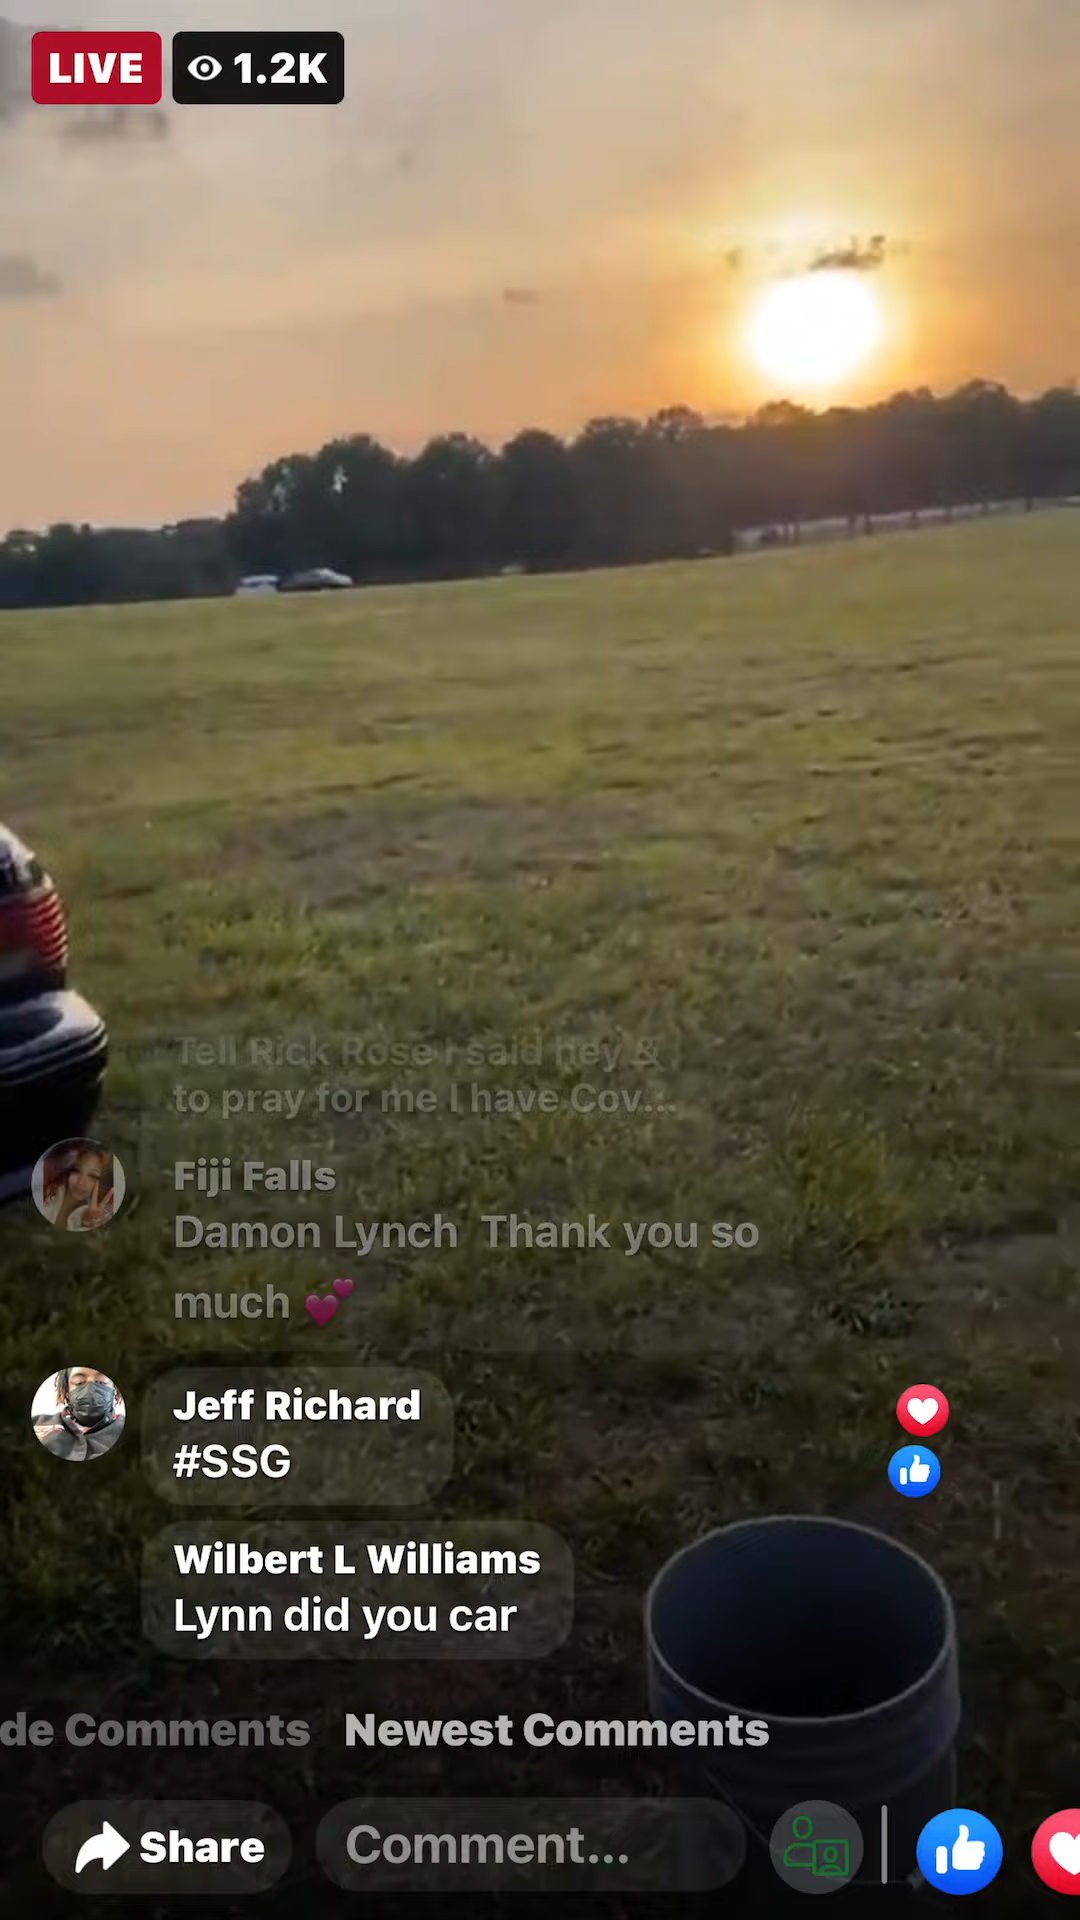 LIVE 1.2K
Tell Rick Rose I said hey &
to pray for me I have Cov...
Fiji Falls
Damon Lynch Thank you so
much 💕
Jeff Richard
#SSG
Wilbert L Williams
Lynn did you car
de Comments Newest Comments
Share Comment...